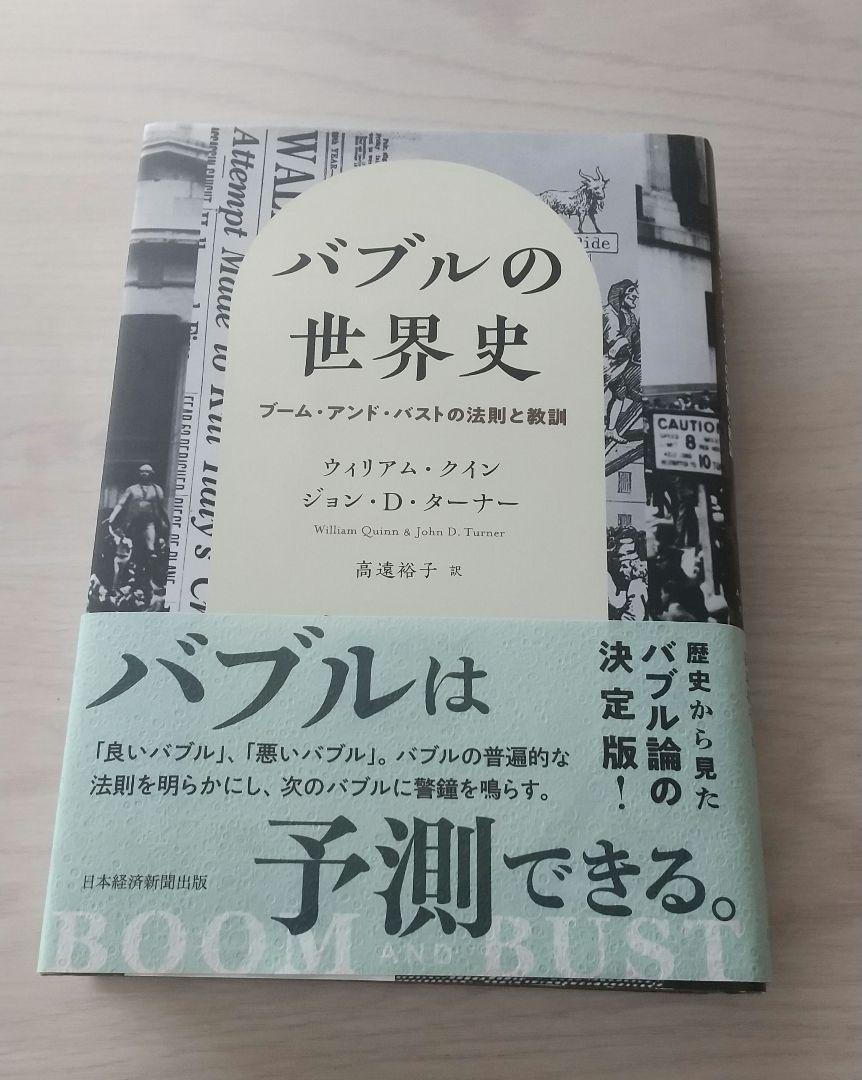 バブルの
世界史
ブーム・アンド・バストの法則と教訓
ウィリアム・クイン
ジョン・D・ターナー
William Quinn & John D. Turner
高遠裕子 訳
Attempt Made to
Italy's
CAUTION
8
10
歴史から見た
バブル論の
決定版!
バブルは
「良いバブル」、「悪いバブル」。バブルの普遍的な
法則を明らかにし、次のバブルに警鐘を鳴らす。
予測できる。
日本経済新聞出版
BOOM AND BUST